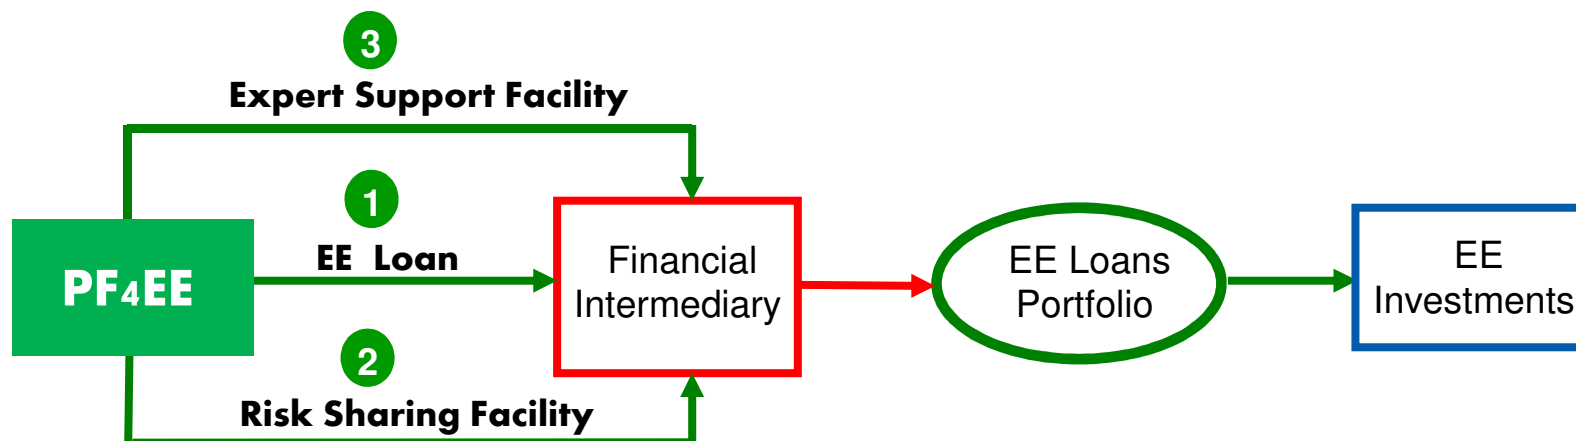 3
Expert Support Facility
1
EE Loan
PF4EE
2
Risk Sharing Facility
Financial
Intermediary
EE Loans
Portfolio
EE
Investments